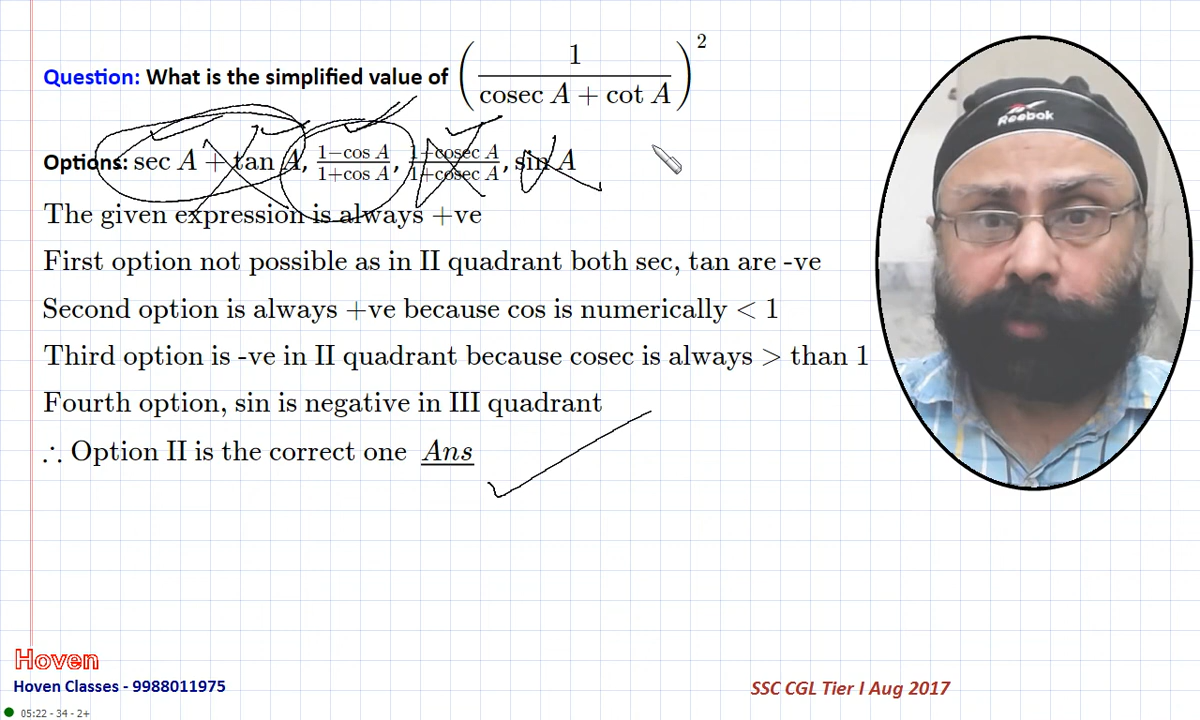 Question: What is the simplified value of (1/(cosec A + cot A))²
Options: sec A + tan A, (1−cos A)/(1+cos A), sin A
The given expression is always +ve
First option not possible as in II quadrant both sec, tan are -ve
Second option is always +ve because cos is numerically < 1
Third option is -ve in II quadrant because cosec is always > than 1
Fourth option, sin is negative in III quadrant
∴ Option II is the correct one Ans
Hoven
Hoven Classes - 9988011975
SSC CGL Tier I Aug 2017
05:22 - 34 - 2+
Reebok